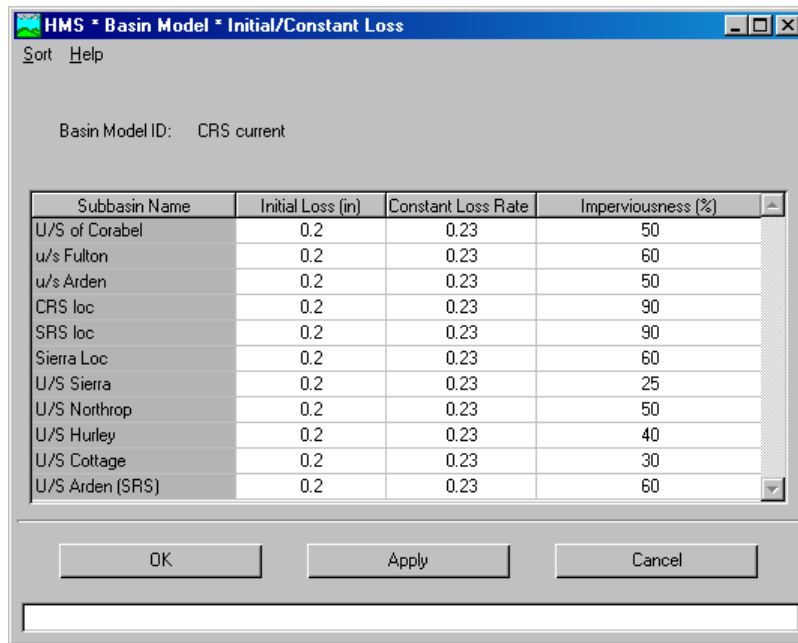 HMS * Basin Model * Initial/Constant Loss
Sort Help
Basin Model ID: CRS current
Subbasin Name Initial Loss (in) Constant Loss Rate Imperviousness (%)
U/S of Corabel 0.2 0.23 50
u/s Fulton 0.2 0.23 60
u/s Arden 0.2 0.23 50
CRS loc 0.2 0.23 90
SRS loc 0.2 0.23 90
Sierra Loc 0.2 0.23 60
U/S Sierra 0.2 0.23 25
U/S Northrop 0.2 0.23 50
U/S Hurley 0.2 0.23 40
U/S Cottage 0.2 0.23 30
U/S Arden (SRS) 0.2 0.23 60
OK Apply Cancel